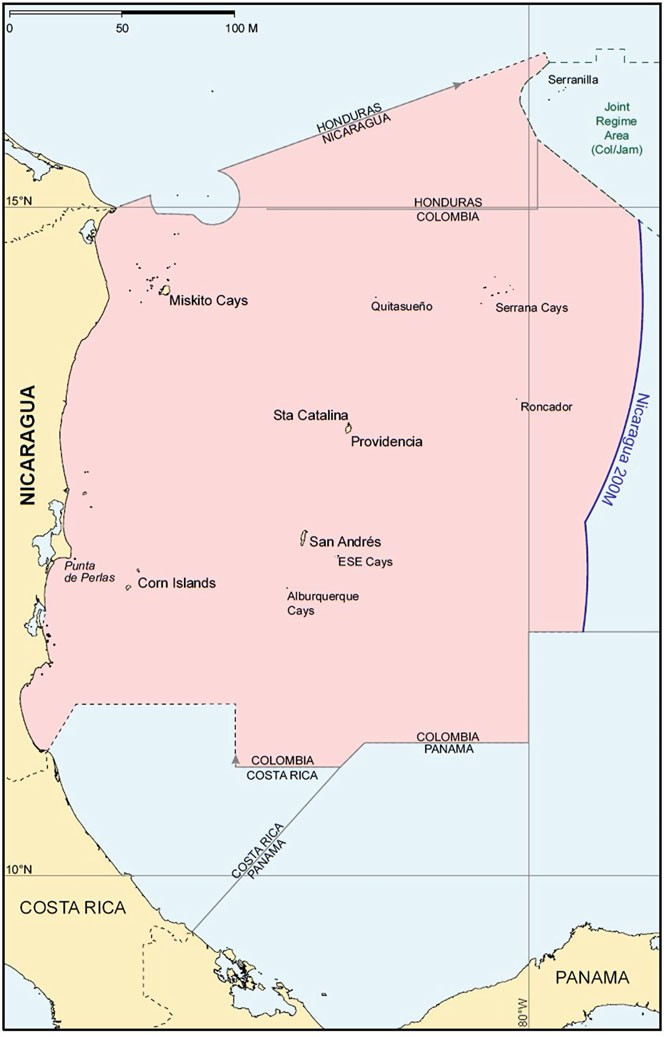 0 50 100 M
Serranilla
Joint
Regime
Area
(Col/Jam)
HONDURAS
NICARAGUA
15°N
HONDURAS
COLOMBIA
Miskito Cays
Quitasueño
Serrana Cays
Roncador
Sta Catalina
Providencia
NICARAGUA
Nicaragua 200M
San Andrés
ESE Cays
Punta
de Perlas
Corn Islands
Alburquerque
Cays
COLOMBIA
PANAMA
COLOMBIA
COSTA RICA
COSTA RICA
PANAMA
10°N
COSTA RICA
PANAMA
80°W